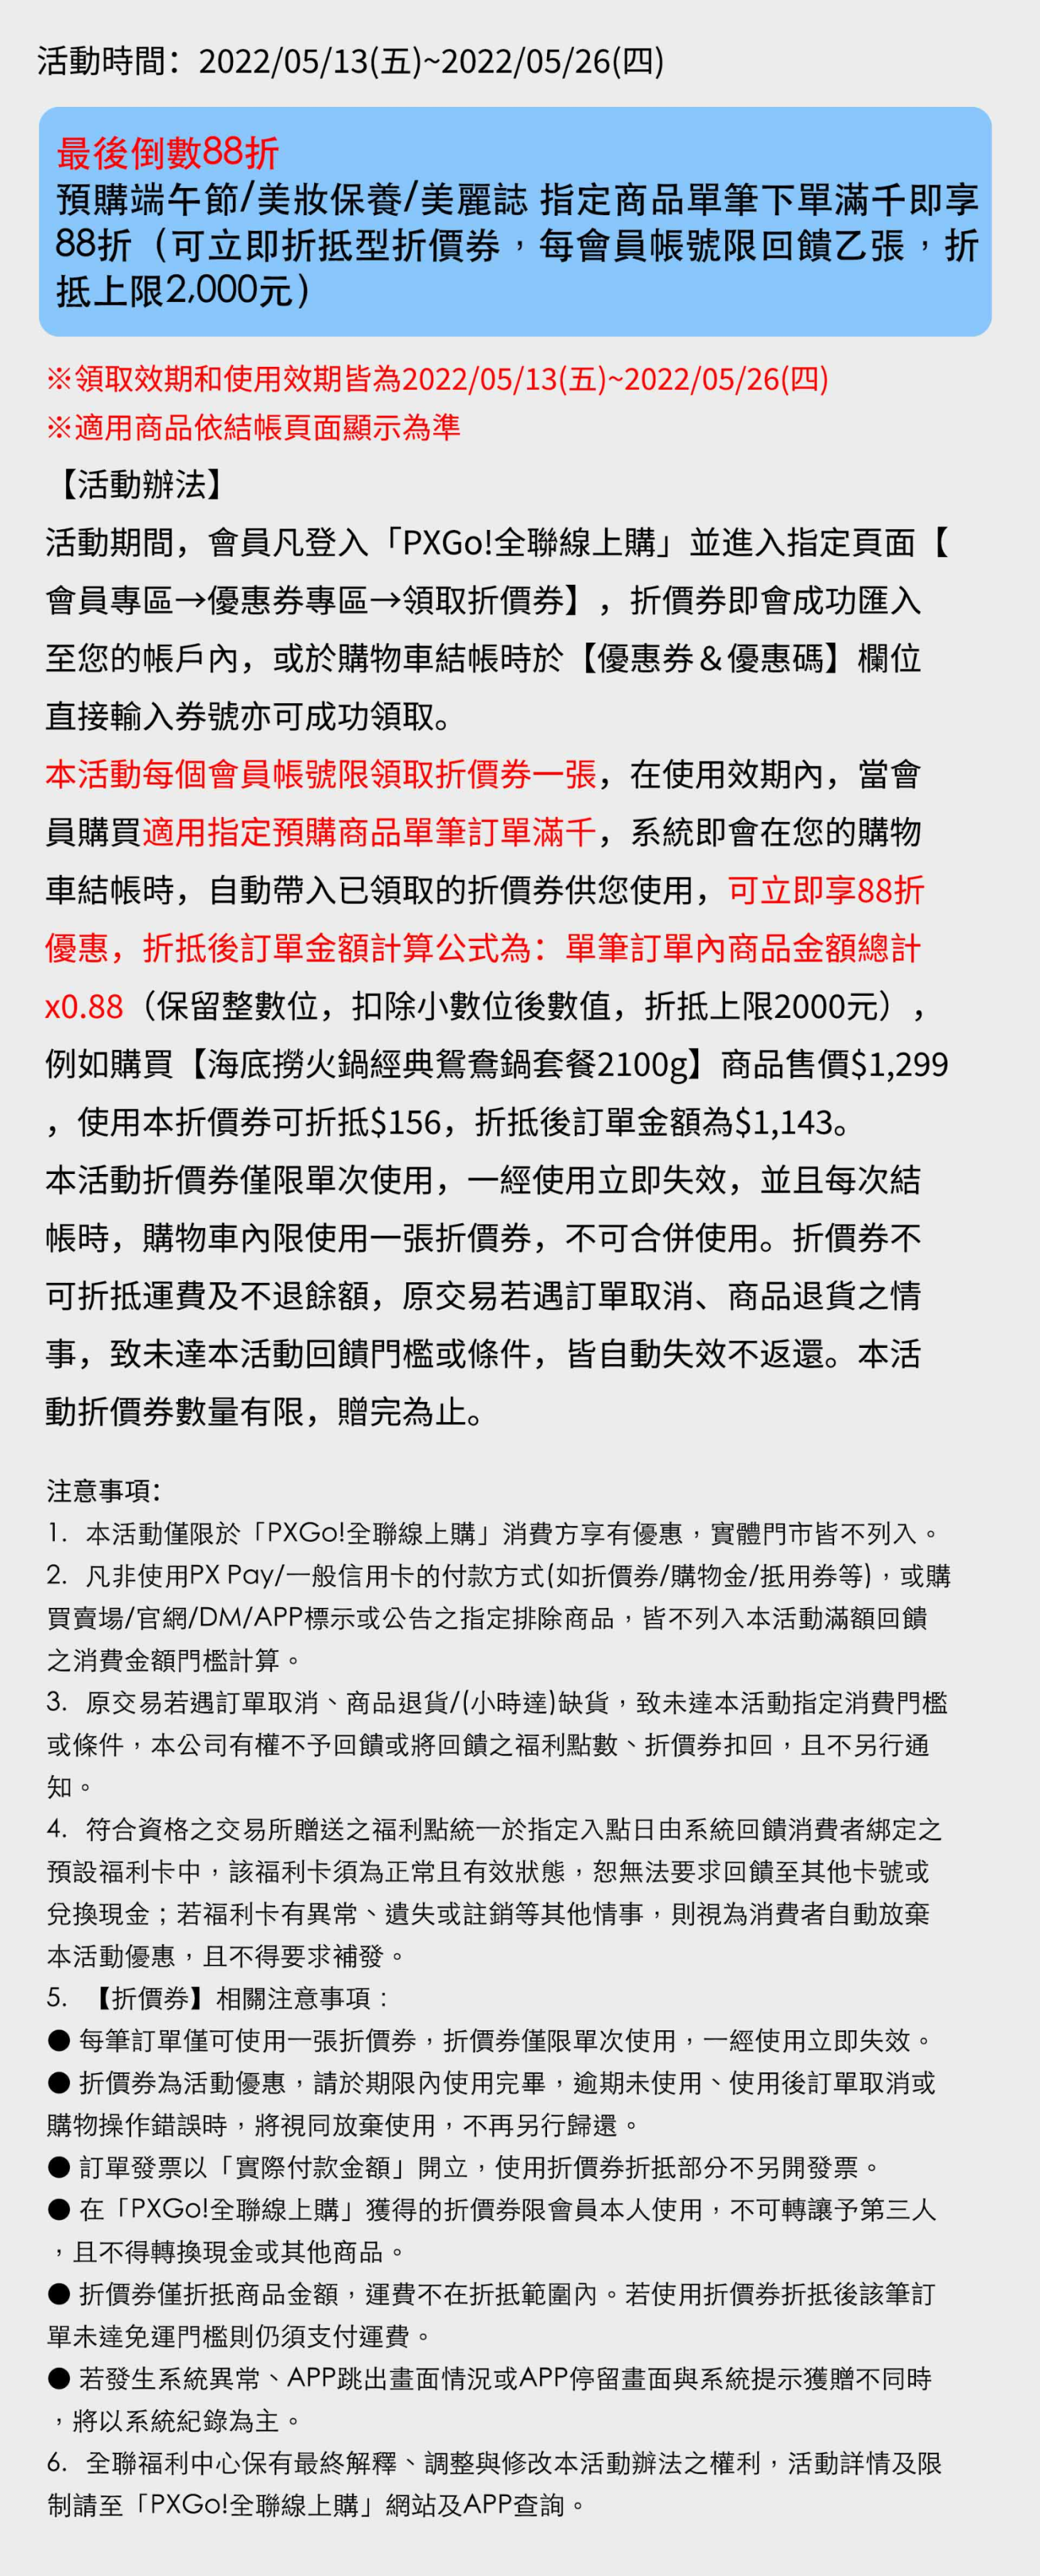 活動時間：2022/05/13(五)~2022/05/26(四)
最後倒數88折
預購端午節/美妝保養/美麗誌 指定商品單筆下單滿千即享
88折（可立即折抵型折價券，每會員帳號限回饋乙張，折
抵上限2,000元）
※領取效期和使用效期皆為2022/05/13(五)~2022/05/26(四)
※適用商品依結帳頁面顯示為準
【活動辦法】
活動期間，會員凡登入「PXGo!全聯線上購」並進入指定頁面【
會員專區→優惠券專區→領取折價券】，折價券即會成功匯入
至您的帳戶內，或於購物車結帳時於【優惠券＆優惠碼】欄位
直接輸入券號亦可成功領取。
本活動每個會員帳號限領取折價券一張，在使用效期內，當會
員購買適用指定預購商品單筆訂單滿千，系統即會在您的購物
車結帳時，自動帶入已領取的折價券供您使用，可立即享88折
優惠，折抵後訂單金額計算公式為：單筆訂單內商品金額總計
x0.88（保留整數位，扣除小數位後數值，折抵上限2000元），
例如購買【海底撈火鍋經典鴛鴦鍋套餐2100g】商品售價$1,299
，使用本折價券可折抵$156，折抵後訂單金額為$1,143。
本活動折價券僅限單次使用，一經使用立即失效，並且每次結
帳時，購物車內限使用一張折價券，不可合併使用。折價券不
可折抵運費及不退餘額，原交易若遇訂單取消、商品退貨之情
事，致未達本活動回饋門檻或條件，皆自動失效不返還。本活
動折價券數量有限，贈完為止。
注意事項：
1. 本活動僅限於「PXGo!全聯線上購」消費方享有優惠，實體門市皆不列入。
2. 凡非使用PX Pay/一般信用卡的付款方式(如折價券/購物金/抵用券等)，或購
買賣場/官網/DM/APP標示或公告之指定排除商品，皆不列入本活動滿額回饋
之消費金額門檻計算。
3. 原交易若遇訂單取消、商品退貨/(小時達)缺貨，致未達本活動指定消費門檻
或條件，本公司有權不予回饋或將回饋之福利點數、折價券扣回，且不另行通
知。
4. 符合資格之交易所贈送之福利點統一於指定入點日由系統回饋消費者綁定之
預設福利卡中，該福利卡須為正常且有效狀態，恕無法要求回饋至其他卡號或
兌換現金；若福利卡有異常、遺失或註銷等其他情事，則視為消費者自動放棄
本活動優惠，且不得要求補發。
5. 【折價券】相關注意事項：
● 每筆訂單僅可使用一張折價券，折價券僅限單次使用，一經使用立即失效。
● 折價券為活動優惠，請於期限內使用完畢，逾期未使用、使用後訂單取消或
購物操作錯誤時，將視同放棄使用，不再另行歸還。
● 訂單發票以「實際付款金額」開立，使用折價券折抵部分不另開發票。
● 在「PXGo!全聯線上購」獲得的折價券限會員本人使用，不可轉讓予第三人
，且不得轉換現金或其他商品。
● 折價券僅折抵商品金額，運費不在折抵範圍內。若使用折價券折抵後該筆訂
單未達免運門檻則仍須支付運費。
● 若發生系統異常、APP跳出畫面情況或APP停留畫面與系統提示獲贈不同時
，將以系統紀錄為主。
6. 全聯福利中心保有最終解釋、調整與修改本活動辦法之權利，活動詳情及限
制請至「PXGo!全聯線上購」網站及APP查詢。